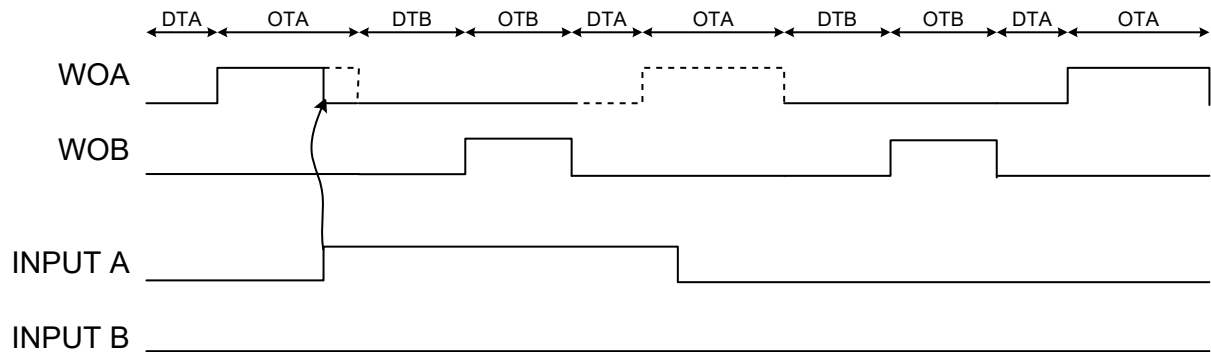 DTA OTA DTB OTB DTA OTA DTB OTB DTA OTA
WOA
WOB
INPUT A
INPUT B